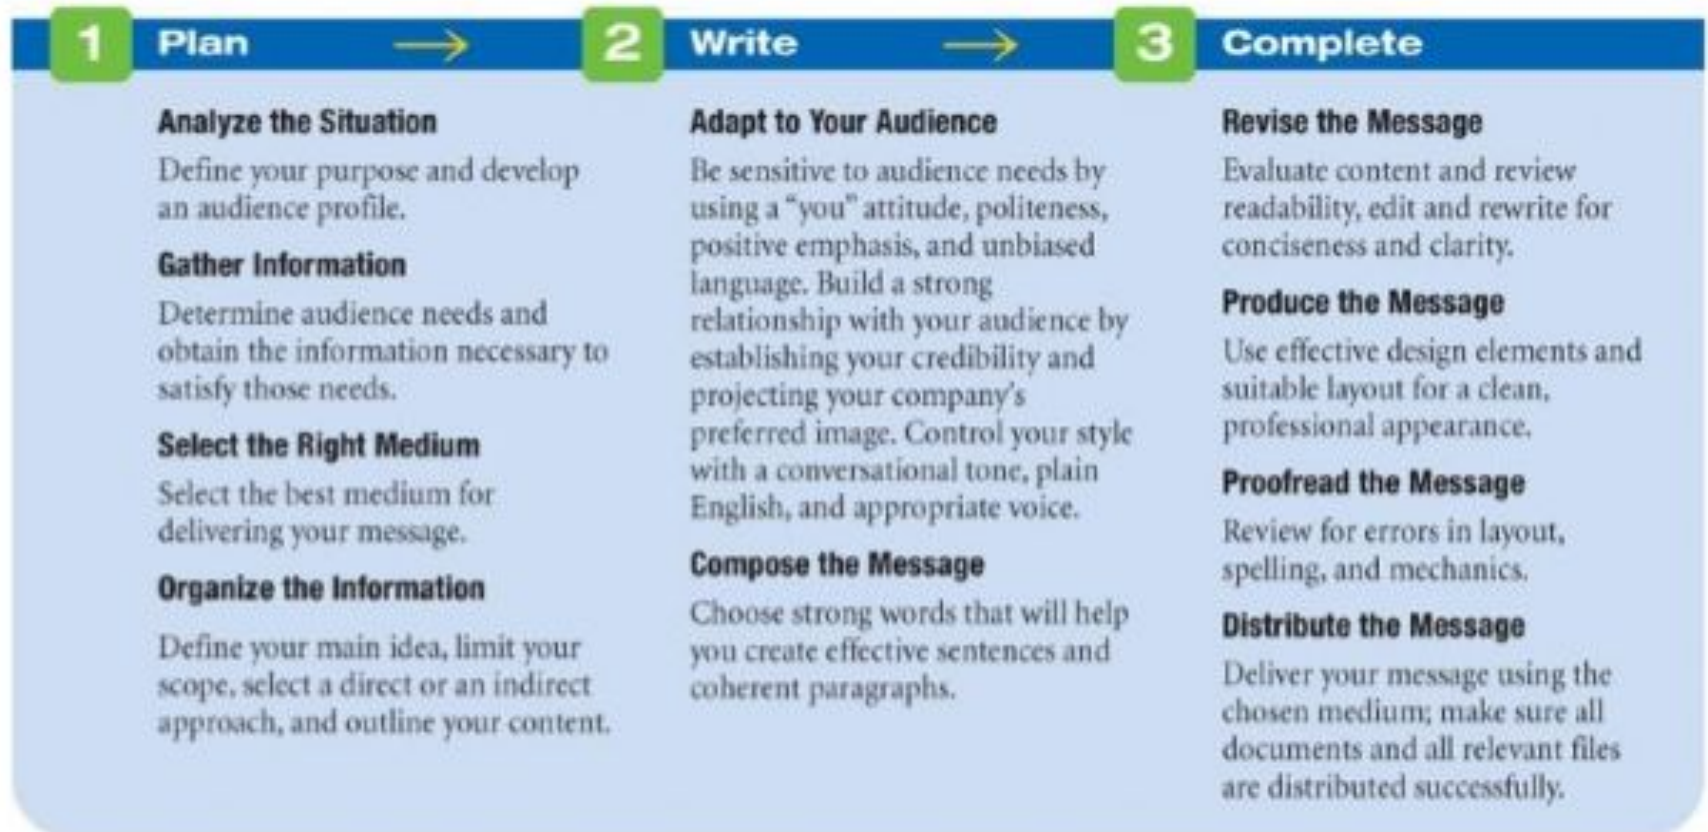 1 Plan → 2 Write → 3 Complete
Analyze the Situation
Define your purpose and develop
an audience profile.
Gather Information
Determine audience needs and
obtain the information necessary to
satisfy those needs.
Select the Right Medium
Select the best medium for
delivering your message.
Organize the Information
Define your main idea, limit your
scope, select a direct or an indirect
approach, and outline your content.
Adapt to Your Audience
Be sensitive to audience needs by
using a “you” attitude, politeness,
positive emphasis, and unbiased
language. Build a strong
relationship with your audience by
establishing your credibility and
projecting your company's
preferred image. Control your style
with a conversational tone, plain
English, and appropriate voice.
Compose the Message
Choose strong words that will help
you create effective sentences and
coherent paragraphs.
Revise the Message
Evaluate content and review
readability, edit and rewrite for
conciseness and clarity.
Produce the Message
Use effective design elements and
suitable layout for a clean,
professional appearance.
Proofread the Message
Review for errors in layout,
spelling, and mechanics.
Distribute the Message
Deliver your message using the
chosen medium; make sure all
documents and all relevant files
are distributed successfully.